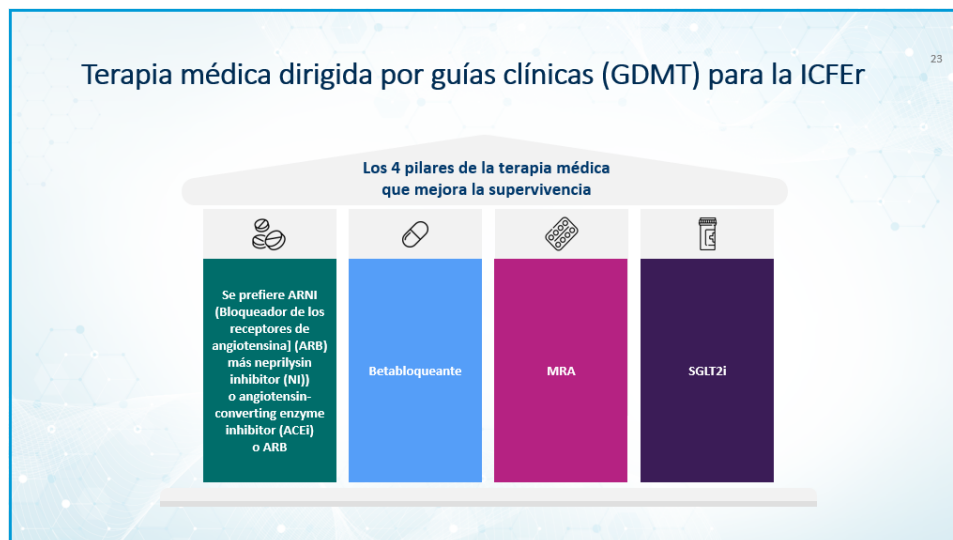 23
Terapia médica dirigida por guías clínicas (GDMT) para la ICFEr
Los 4 pilares de la terapia médica
que mejora la supervivencia
Se prefiere ARNI
(Bloqueador de los
receptores de
angiotensina] (ARB)
más neprilysin
inhibitor (NI))
o angiotensin-
converting enzyme
inhibitor (ACEi)
o ARB
Betabloqueante
MRA
SGLT2i